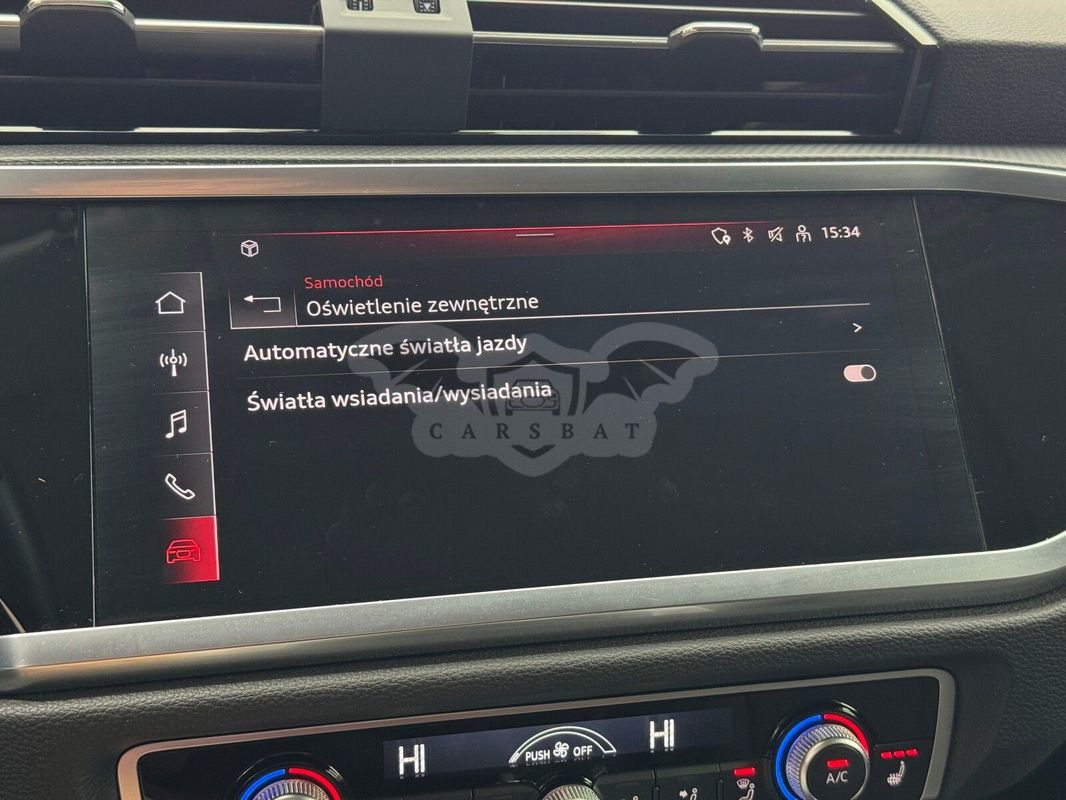 15:34
Samochód
Oświetlenie zewnętrzne
Automatyczne światła jazdy
Światła wsiadania/wysiadania
CARSBAT
HI
PUSH OFF
HI
A/C